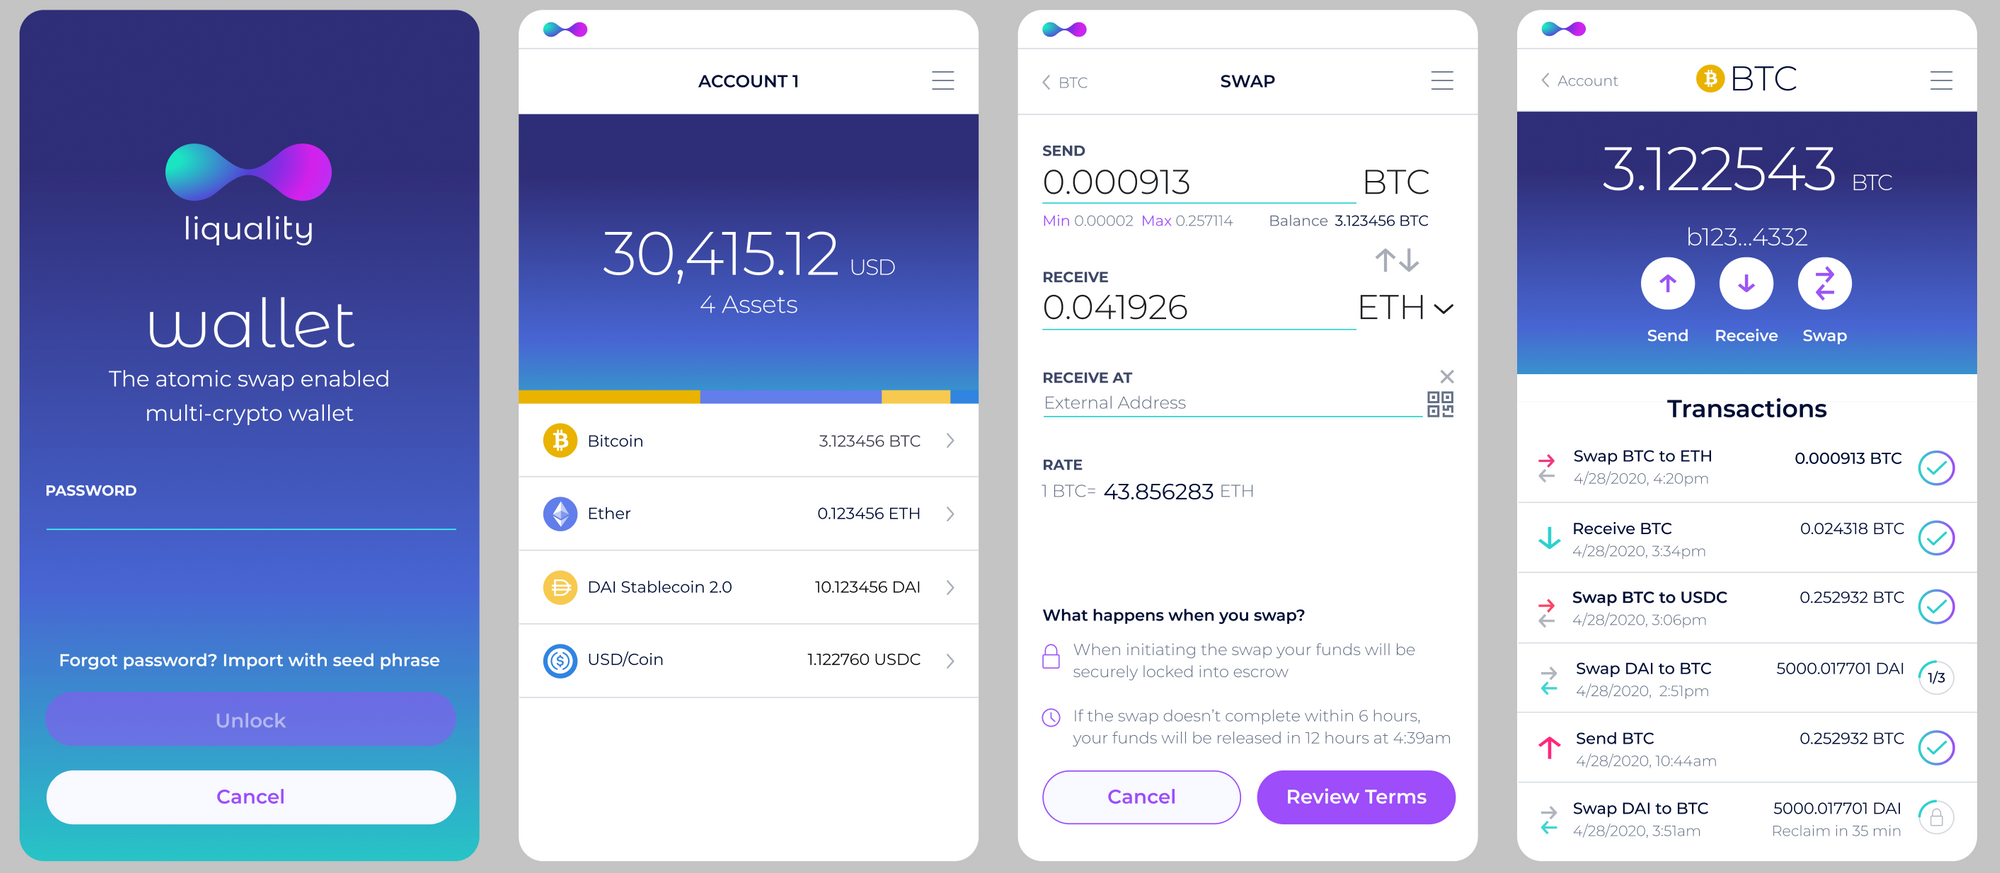 liquality
wallet
The atomic swap enabled
multi-crypto wallet
PASSWORD
Forgot password? Import with seed phrase
Unlock
Cancel
ACCOUNT 1
30,415.12 USD
4 Assets
Bitcoin 3.123456 BTC
Ether 0.123456 ETH
DAI Stablecoin 2.0 10.123456 DAI
USD/Coin 1.122760 USDC
BTC SWAP
SEND
0.000913 BTC
Min 0.00002 Max 0.257114 Balance 3.123456 BTC
RECEIVE
0.041926 ETH
RECEIVE AT
External Address
RATE
1 BTC= 43.856283 ETH
What happens when you swap?
When initiating the swap your funds will be
securely locked into escrow
If the swap doesn't complete within 6 hours,
your funds will be released in 12 hours at 4:39am
Cancel Review Terms
Account BTC
3.122543 BTC
b123...4332
Send Receive Swap
Transactions
Swap BTC to ETH 0.000913 BTC
4/28/2020, 4:20pm
Receive BTC 0.024318 BTC
4/28/2020, 3:34pm
Swap BTC to USDC 0.252932 BTC
4/28/2020, 3:06pm
Swap DAI to BTC 5000.017701 DAI 1/3
4/28/2020, 2:51pm
Send BTC 0.252932 BTC
4/28/2020, 10:44am
Swap DAI to BTC 5000.017701 DAI
4/28/2020, 3:51am Reclaim in 35 min